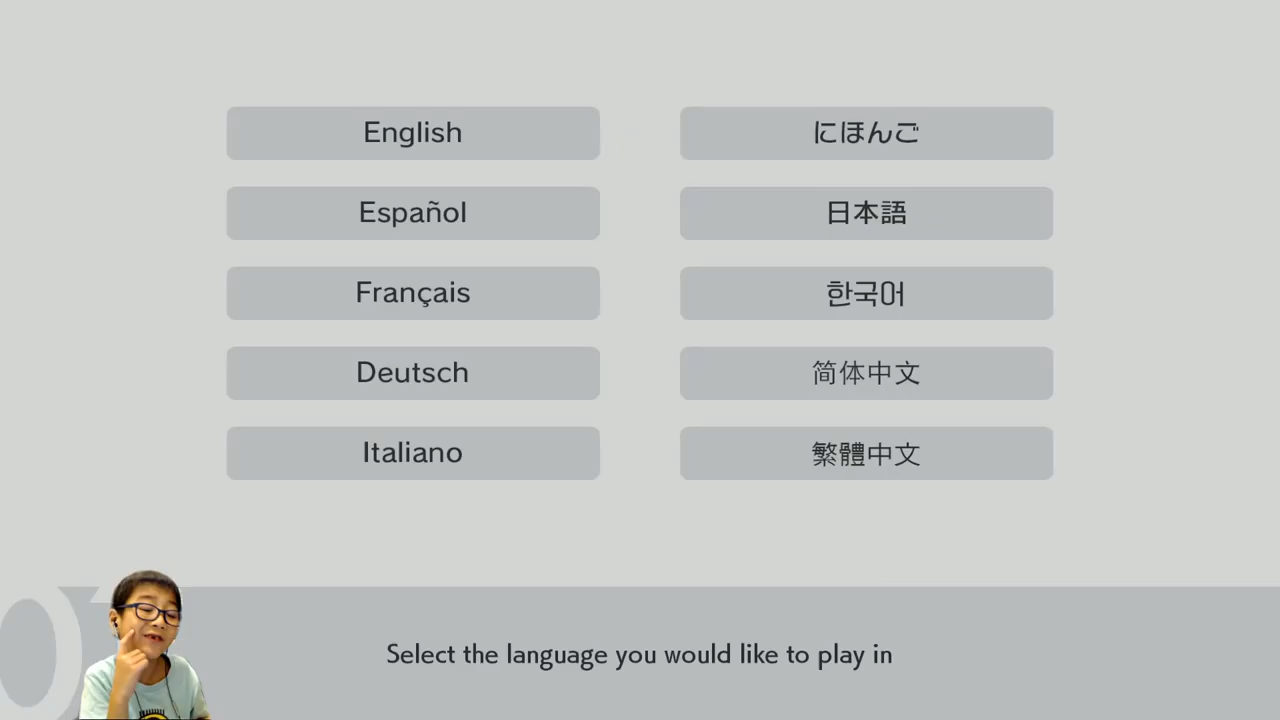 English
Español
Français
Deutsch
Italiano
にほんご
日本語
한국어
简体中文
繁體中文
Select the language you would like to play in